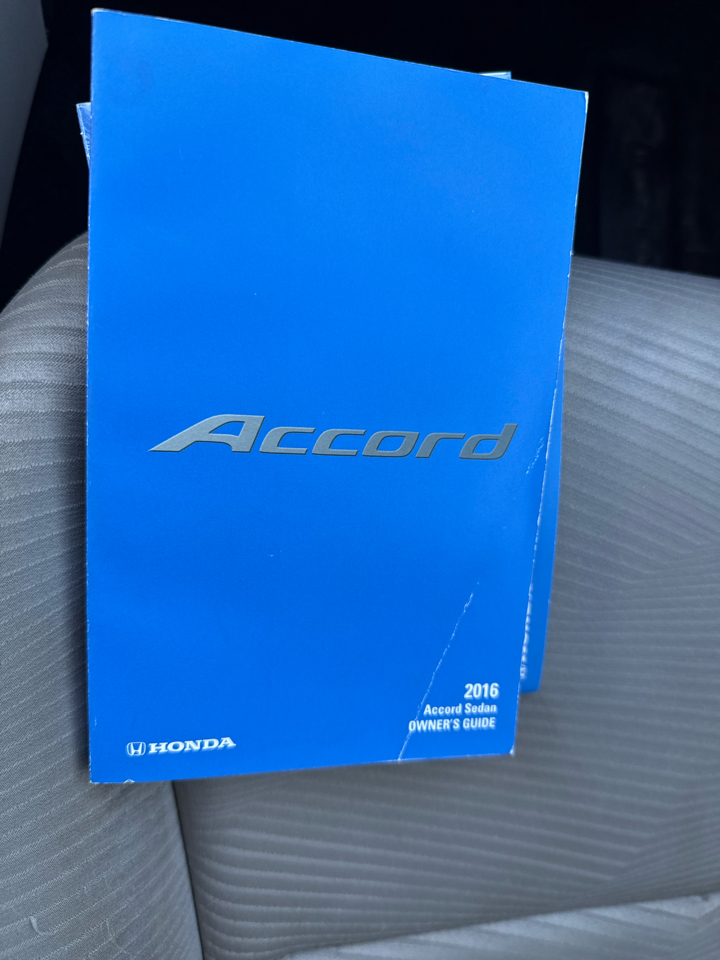 Accord
2016
Accord Sedan
OWNER'S GUIDE
HONDA